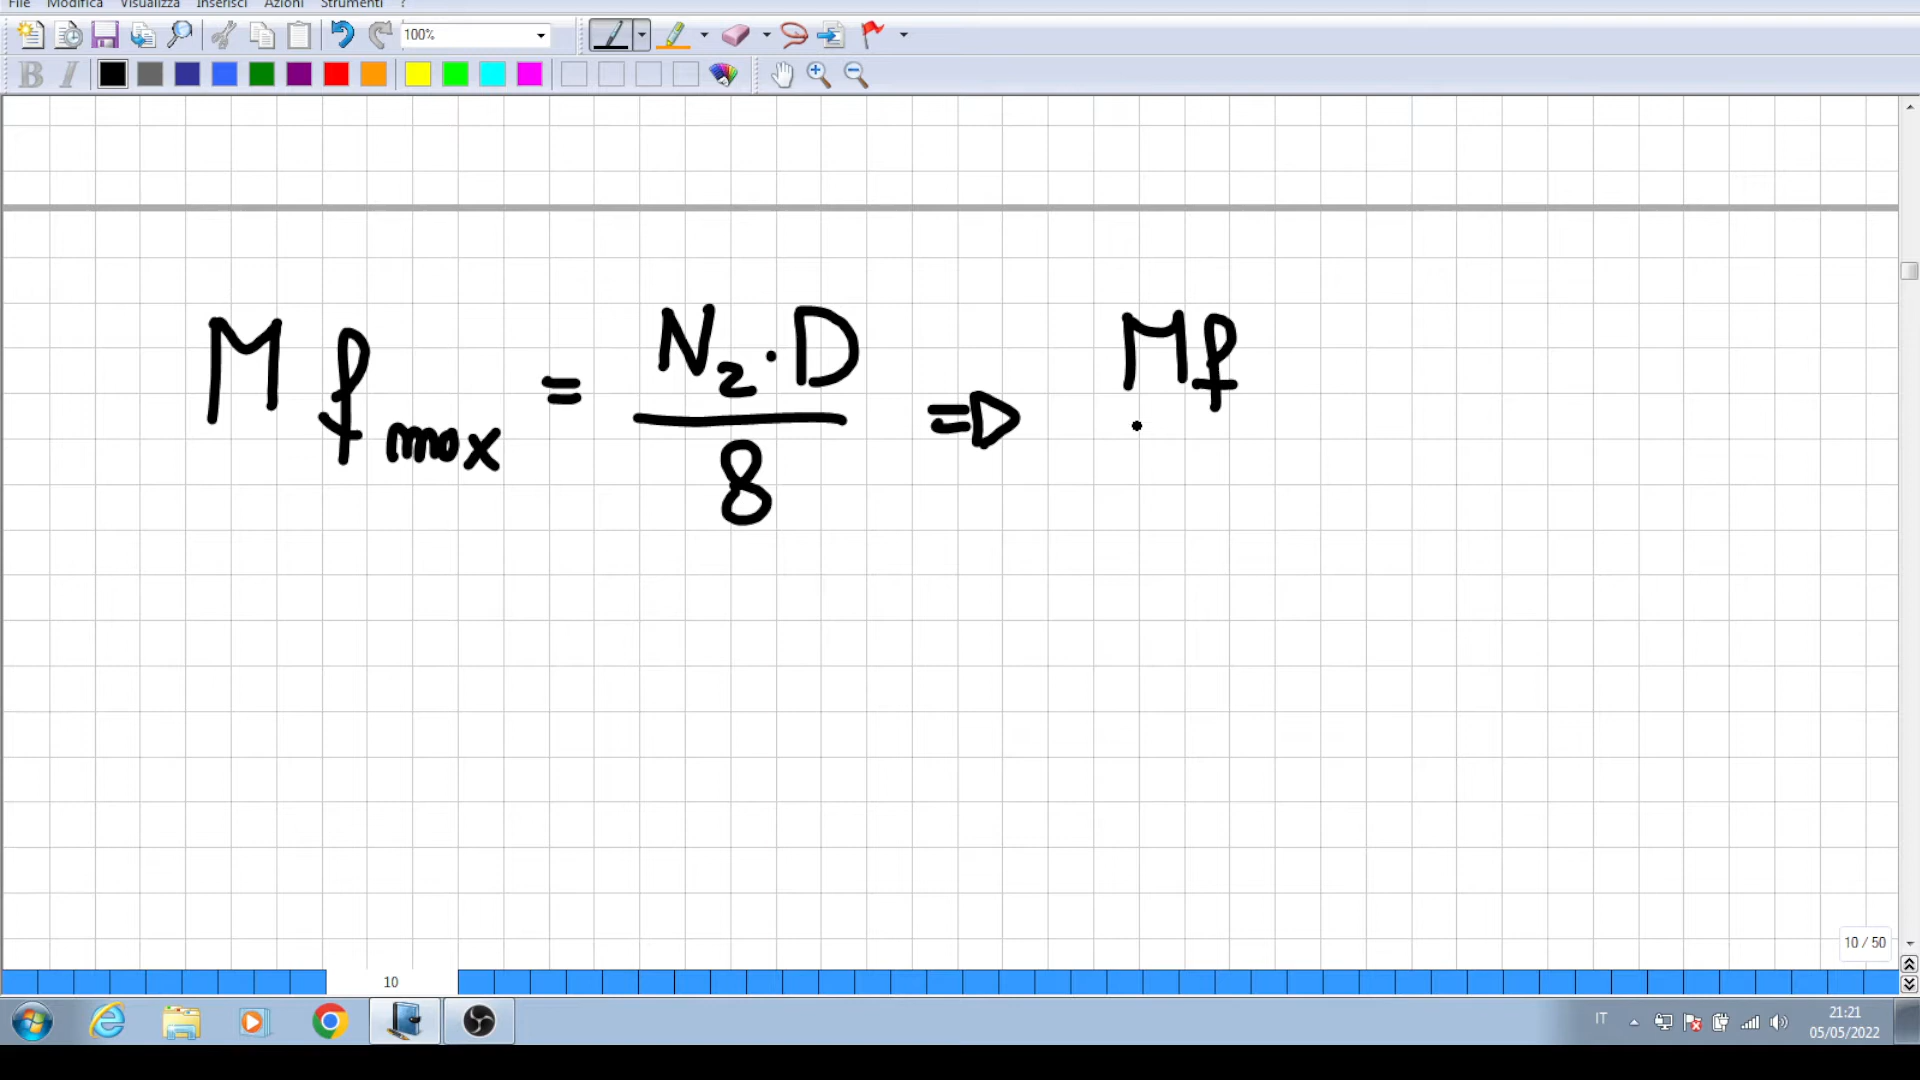 File Modifica Visualizza Inserisci Azioni Strumenti ?
100%
B I
Mf max = N2 · D / 8 => Mf
10 / 50
10
IT
21:21
05/05/2022